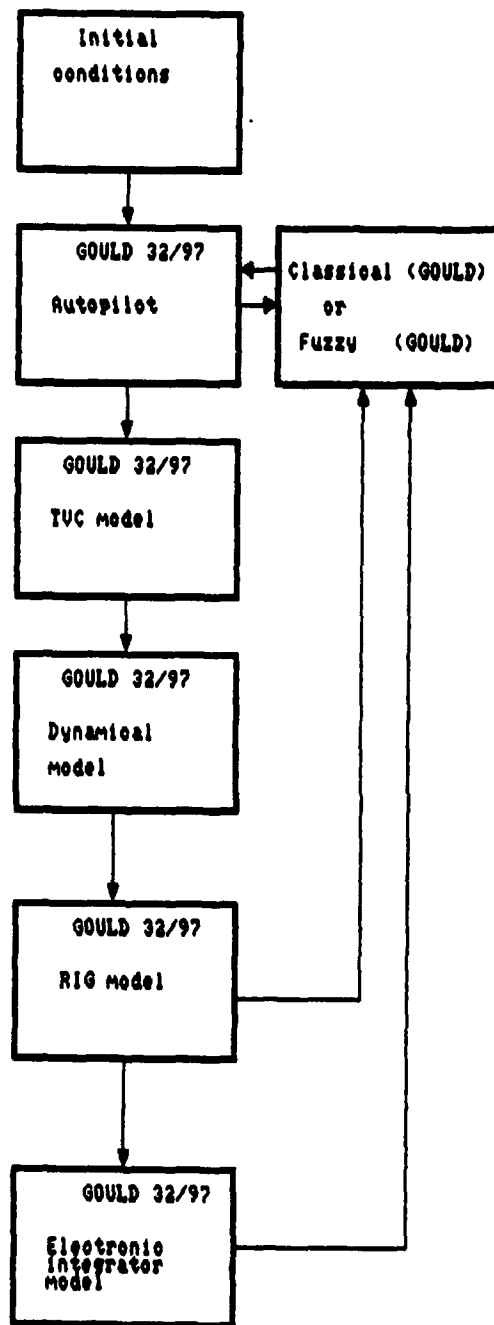 Initial
conditions
GOULD 32/97
Autopilot
Classical (GOULD)
or
Fuzzy (GOULD)
GOULD 32/97
TVC model
GOULD 32/97
Dynamical
model
GOULD 32/97
RIG model
GOULD 32/97
Electronic
integrator
model